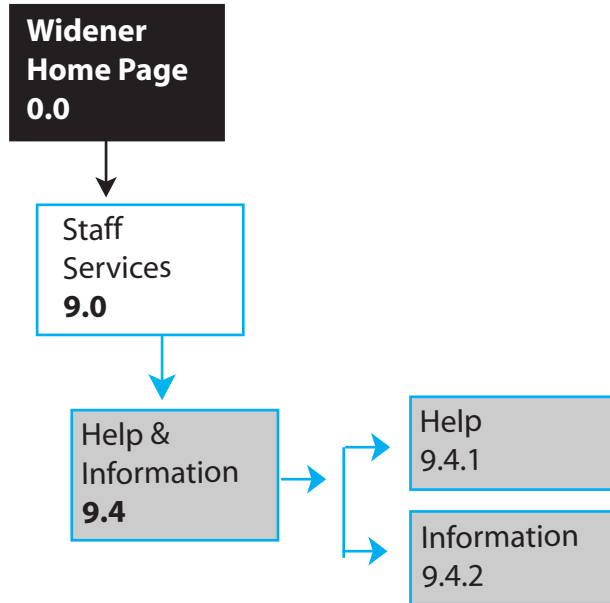 Widener
Home Page
0.0
Staff
Services
9.0
Help &
Information
9.4
Help
9.4.1
Information
9.4.2